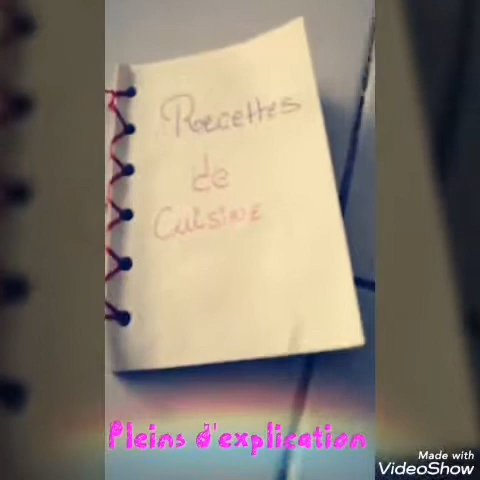 Recettes
de
Cuisine
Pleins d'explication
Made with
VideoShow